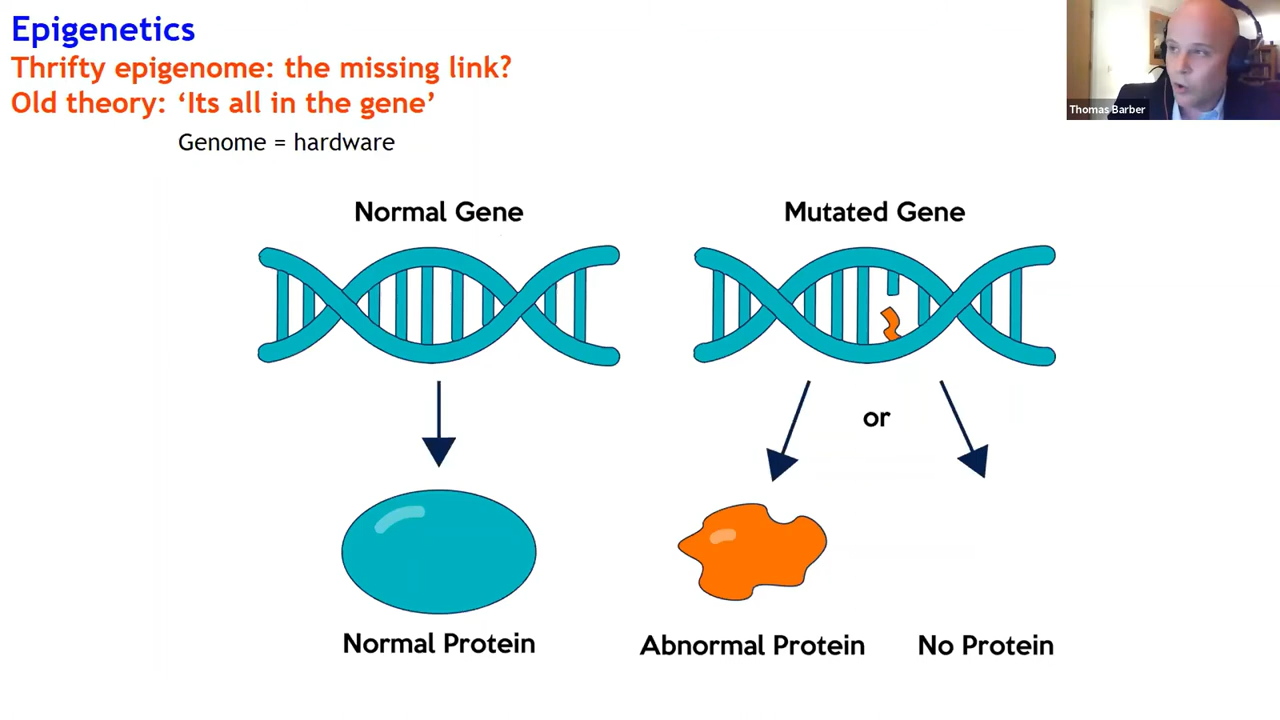 Epigenetics
Thrifty epigenome: the missing link?
Old theory: ‘Its all in the gene’
Genome = hardware
Thomas Barber
Normal Gene
Mutated Gene
or
Normal Protein
Abnormal Protein
No Protein